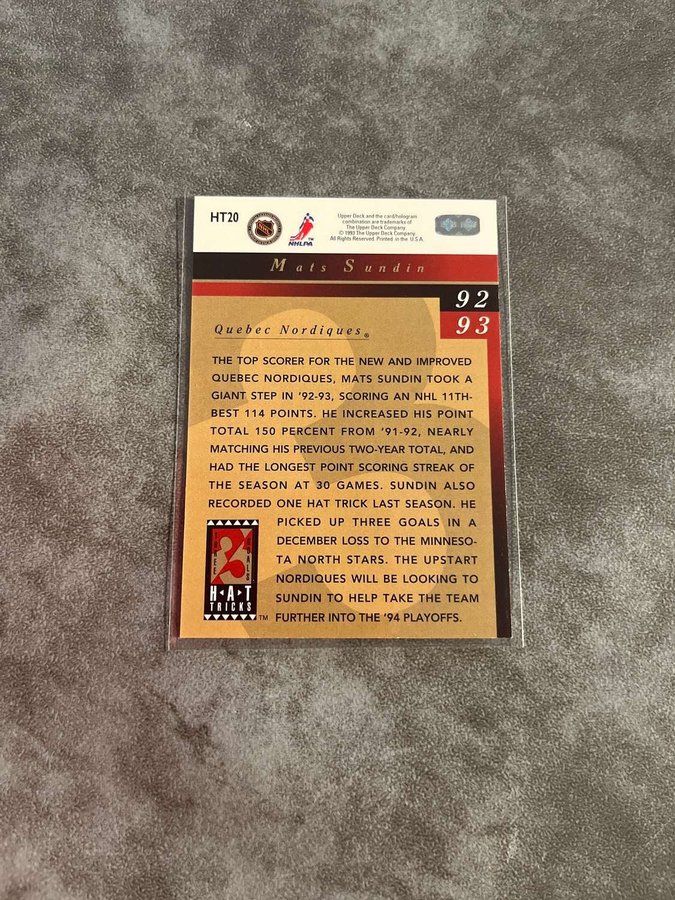 HT20
NHLPA
TM
Upper Deck and the card/hologram
combination are trademarks of
The Upper Deck Company.
© 1993 The Upper Deck Company.
All Rights Reserved. Printed in the U.S.A.
Mats Sundin
92
93
Quebec Nordiques®
THE TOP SCORER FOR THE NEW AND IMPROVED
QUEBEC NORDIQUES, MATS SUNDIN TOOK A
GIANT STEP IN '92-93, SCORING AN NHL 11TH-
BEST 114 POINTS. HE INCREASED HIS POINT
TOTAL 150 PERCENT FROM '91-92, NEARLY
MATCHING HIS PREVIOUS TWO-YEAR TOTAL, AND
HAD THE LONGEST POINT SCORING STREAK OF
THE SEASON AT 30 GAMES. SUNDIN ALSO
RECORDED ONE HAT TRICK LAST SEASON. HE
PICKED UP THREE GOALS IN A
DECEMBER LOSS TO THE MINNESO-
TA NORTH STARS. THE UPSTART
NORDIQUES WILL BE LOOKING TO
SUNDIN TO HELP TAKE THE TEAM
FURTHER INTO THE '94 PLAYOFFS.
THREE
GOALS
HAT
TRICKS
TM